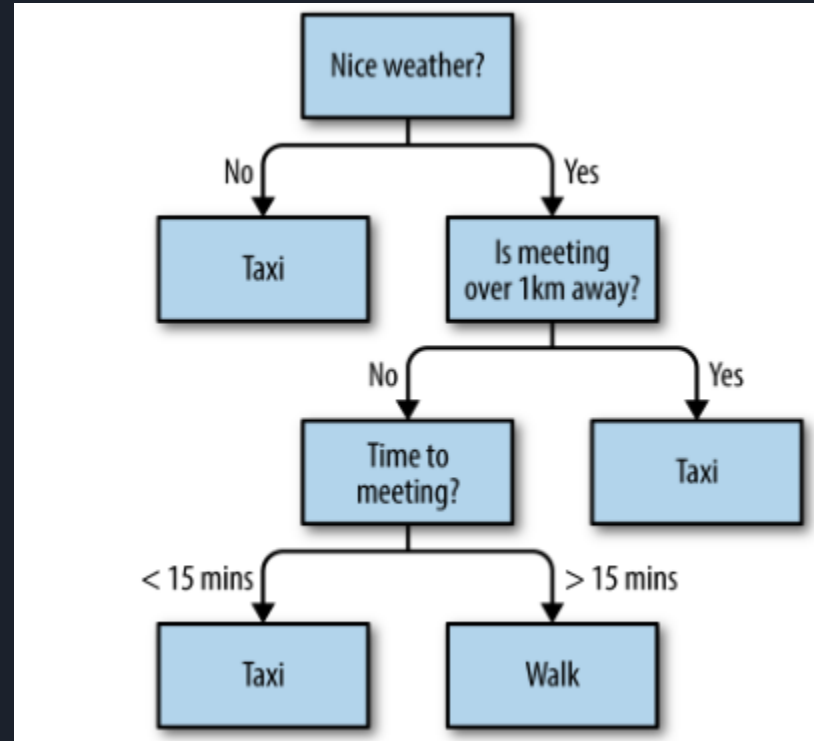 Nice weather?
No
Yes
Taxi
Is meeting
over 1km away?
No
Yes
Time to
meeting?
Taxi
< 15 mins
> 15 mins
Taxi
Walk